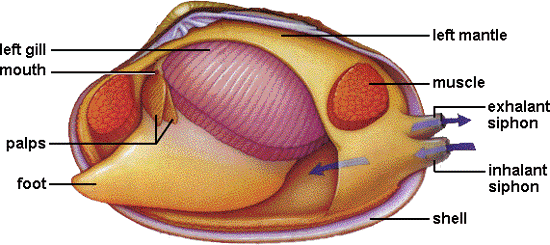 left gill
mouth
palps
foot
left mantle
muscle
exhalant
siphon
inhalant
siphon
shell